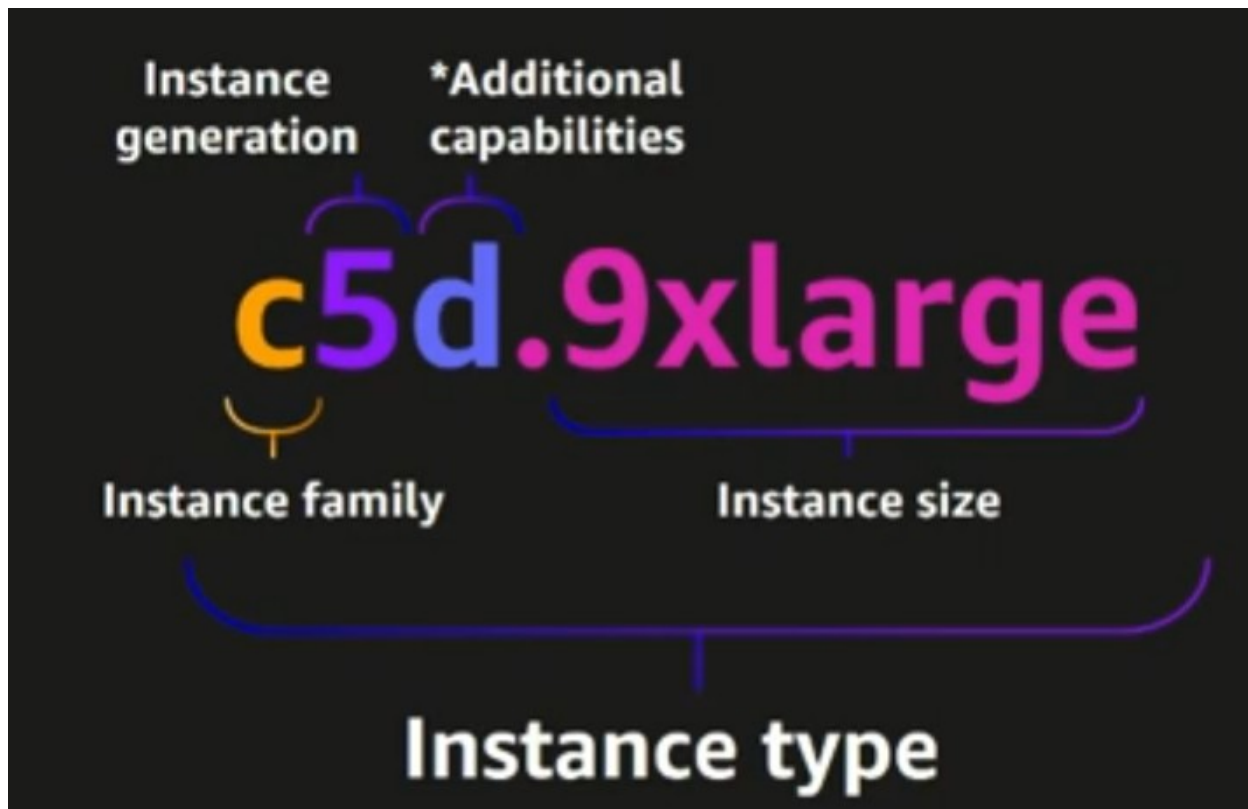 Instance *Additional
generation capabilities
c5d.9xlarge
Instance family Instance size
Instance type